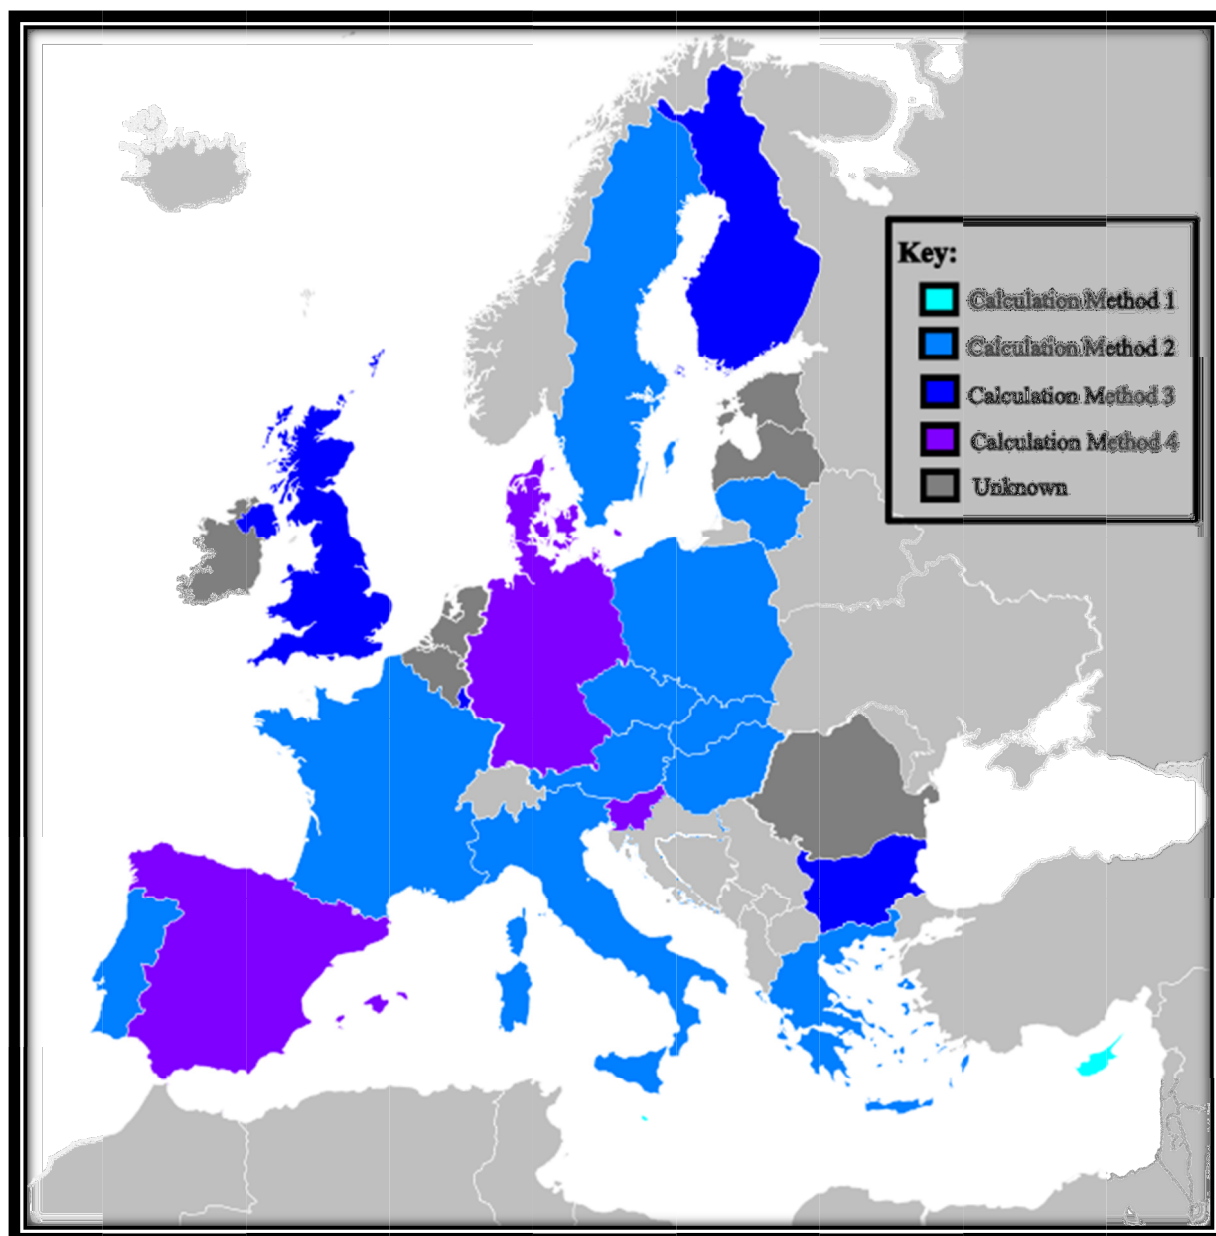 Key:
Calculation Method 1
Calculation Method 2
Calculation Method 3
Calculation Method 4
Unknown